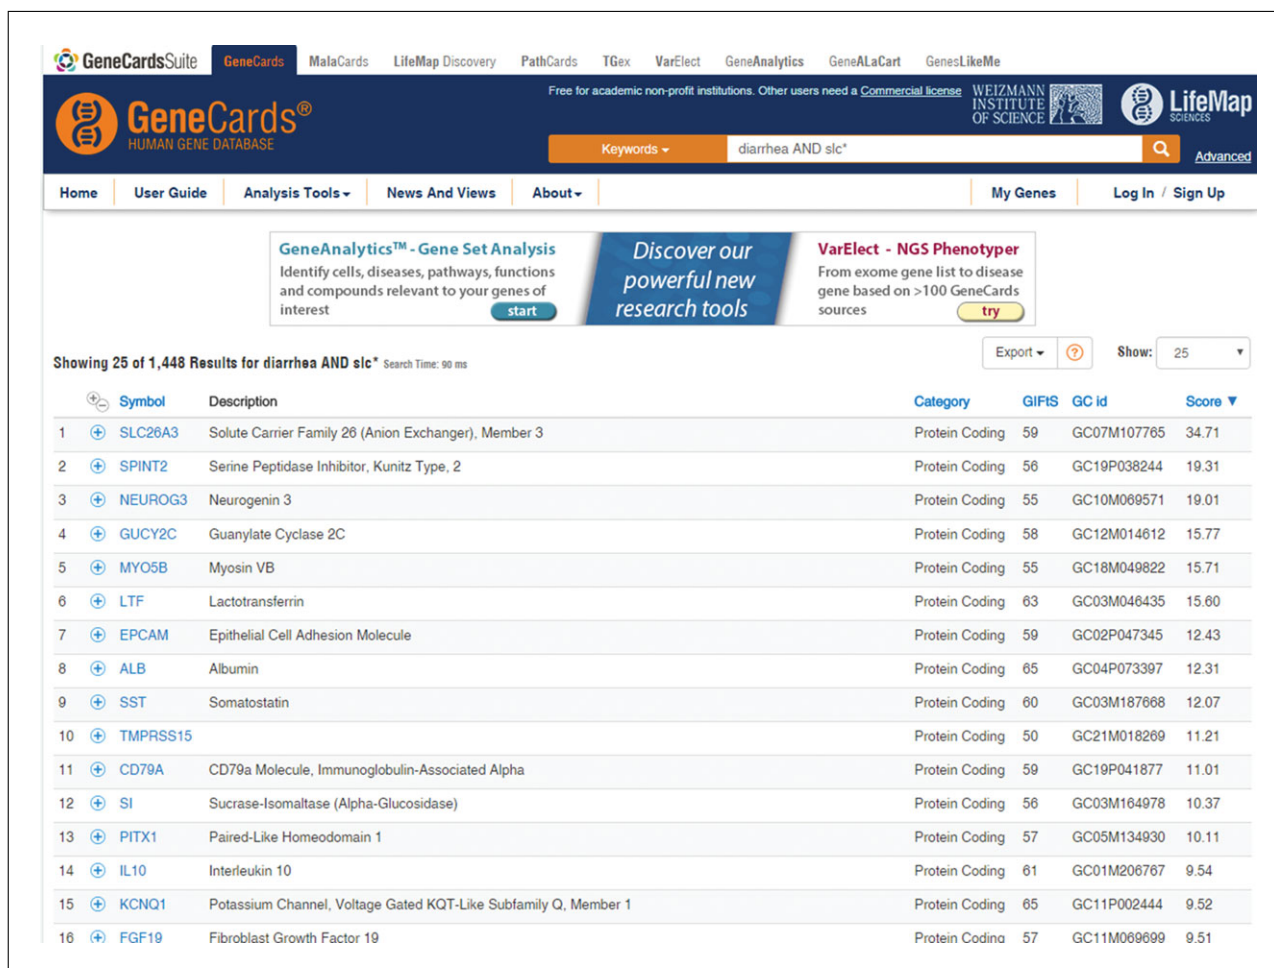 GeneCardsSuite GeneCards MalaCards LifeMap Discovery PathCards TGex VarElect GeneAnalytics GeneALaCart GenesLikeMe
Free for academic non-profit institutions. Other users need a Commercial license
WEIZMANN
INSTITUTE
OF SCIENCE
LifeMap
SCIENCES
GeneCards®
HUMAN GENE DATABASE
Keywords diarrhea AND slc*
Advanced
Home User Guide Analysis Tools News And Views About My Genes Log In / Sign Up
GeneAnalytics™ - Gene Set Analysis
Identify cells, diseases, pathways, functions
and compounds relevant to your genes of
interest
start
Discover our
powerful new
research tools
VarElect - NGS Phenotyper
From exome gene list to disease
gene based on >100 GeneCards
sources
try
Showing 25 of 1,448 Results for diarrhea AND slc* Search Time: 90 ms
Export ? Show: 25
Symbol Description Category GIFtS GC id Score ▼
1 SLC26A3 Solute Carrier Family 26 (Anion Exchanger), Member 3 Protein Coding 59 GC07M107765 34.71
2 SPINT2 Serine Peptidase Inhibitor, Kunitz Type, 2 Protein Coding 56 GC19P038244 19.31
3 NEUROG3 Neurogenin 3 Protein Coding 55 GC10M069571 19.01
4 GUCY2C Guanylate Cyclase 2C Protein Coding 58 GC12M014612 15.77
5 MYO5B Myosin VB Protein Coding 55 GC18M049822 15.71
6 LTF Lactotransferrin Protein Coding 63 GC03M046435 15.60
7 EPCAM Epithelial Cell Adhesion Molecule Protein Coding 59 GC02P047345 12.43
8 ALB Albumin Protein Coding 65 GC04P073397 12.31
9 SST Somatostatin Protein Coding 60 GC03M187668 12.07
10 TMPRSS15 Protein Coding 50 GC21M018269 11.21
11 CD79A CD79a Molecule, Immunoglobulin-Associated Alpha Protein Coding 59 GC19P041877 11.01
12 SI Sucrase-Isomaltase (Alpha-Glucosidase) Protein Coding 56 GC03M164978 10.37
13 PITX1 Paired-Like Homeodomain 1 Protein Coding 57 GC05M134930 10.11
14 IL10 Interleukin 10 Protein Coding 61 GC01M206767 9.54
15 KCNQ1 Potassium Channel, Voltage Gated KQT-Like Subfamily Q, Member 1 Protein Coding 65 GC11P002444 9.52
16 FGF19 Fibroblast Growth Factor 19 Protein Coding 57 GC11M069699 9.51